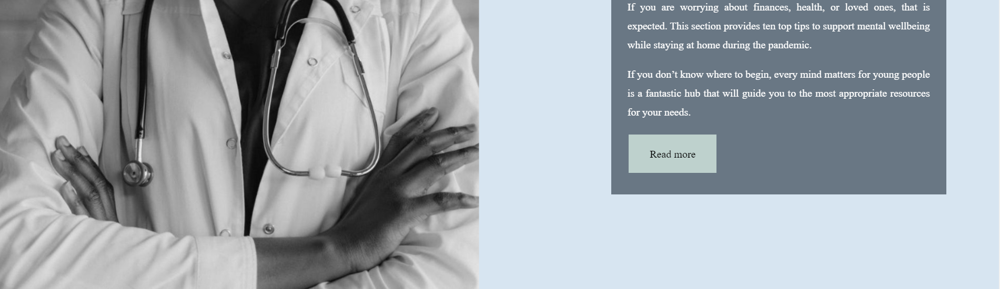 If you are worrying about finances, health, or loved ones, that is
expected. This section provides ten top tips to support mental wellbeing
while staying at home during the pandemic.
If you don’t know where to begin, every mind matters for young people
is a fantastic hub that will guide you to the most appropriate resources
for your needs.
Read more